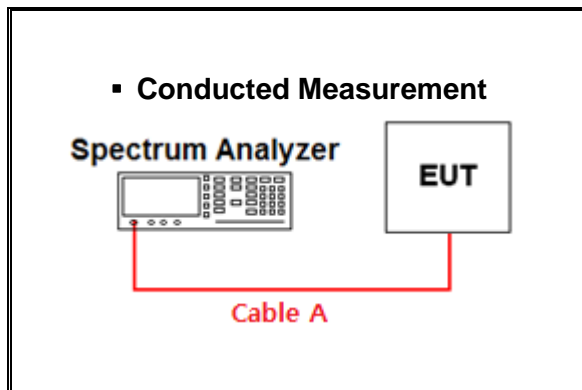 ▪ Conducted Measurement
Spectrum Analyzer
EUT
Cable A